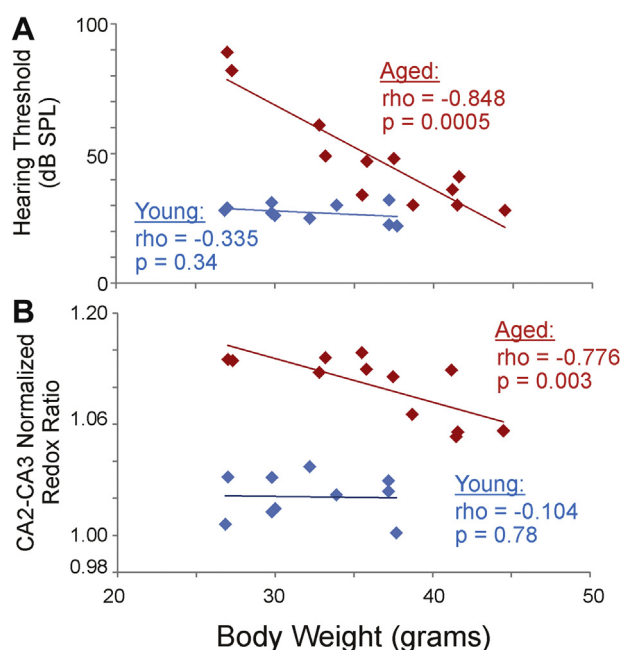 A
100
50
0
Hearing Threshold
(dB SPL)
Aged:
rho = -0.848
p = 0.0005
Young:
rho = -0.335
p = 0.34
B
1.20
1.06
1.00
0.98
CA2-CA3 Normalized
Redox Ratio
Aged:
rho = -0.776
p = 0.003
Young:
rho = -0.104
p = 0.78
20
30
40
50
Body Weight (grams)